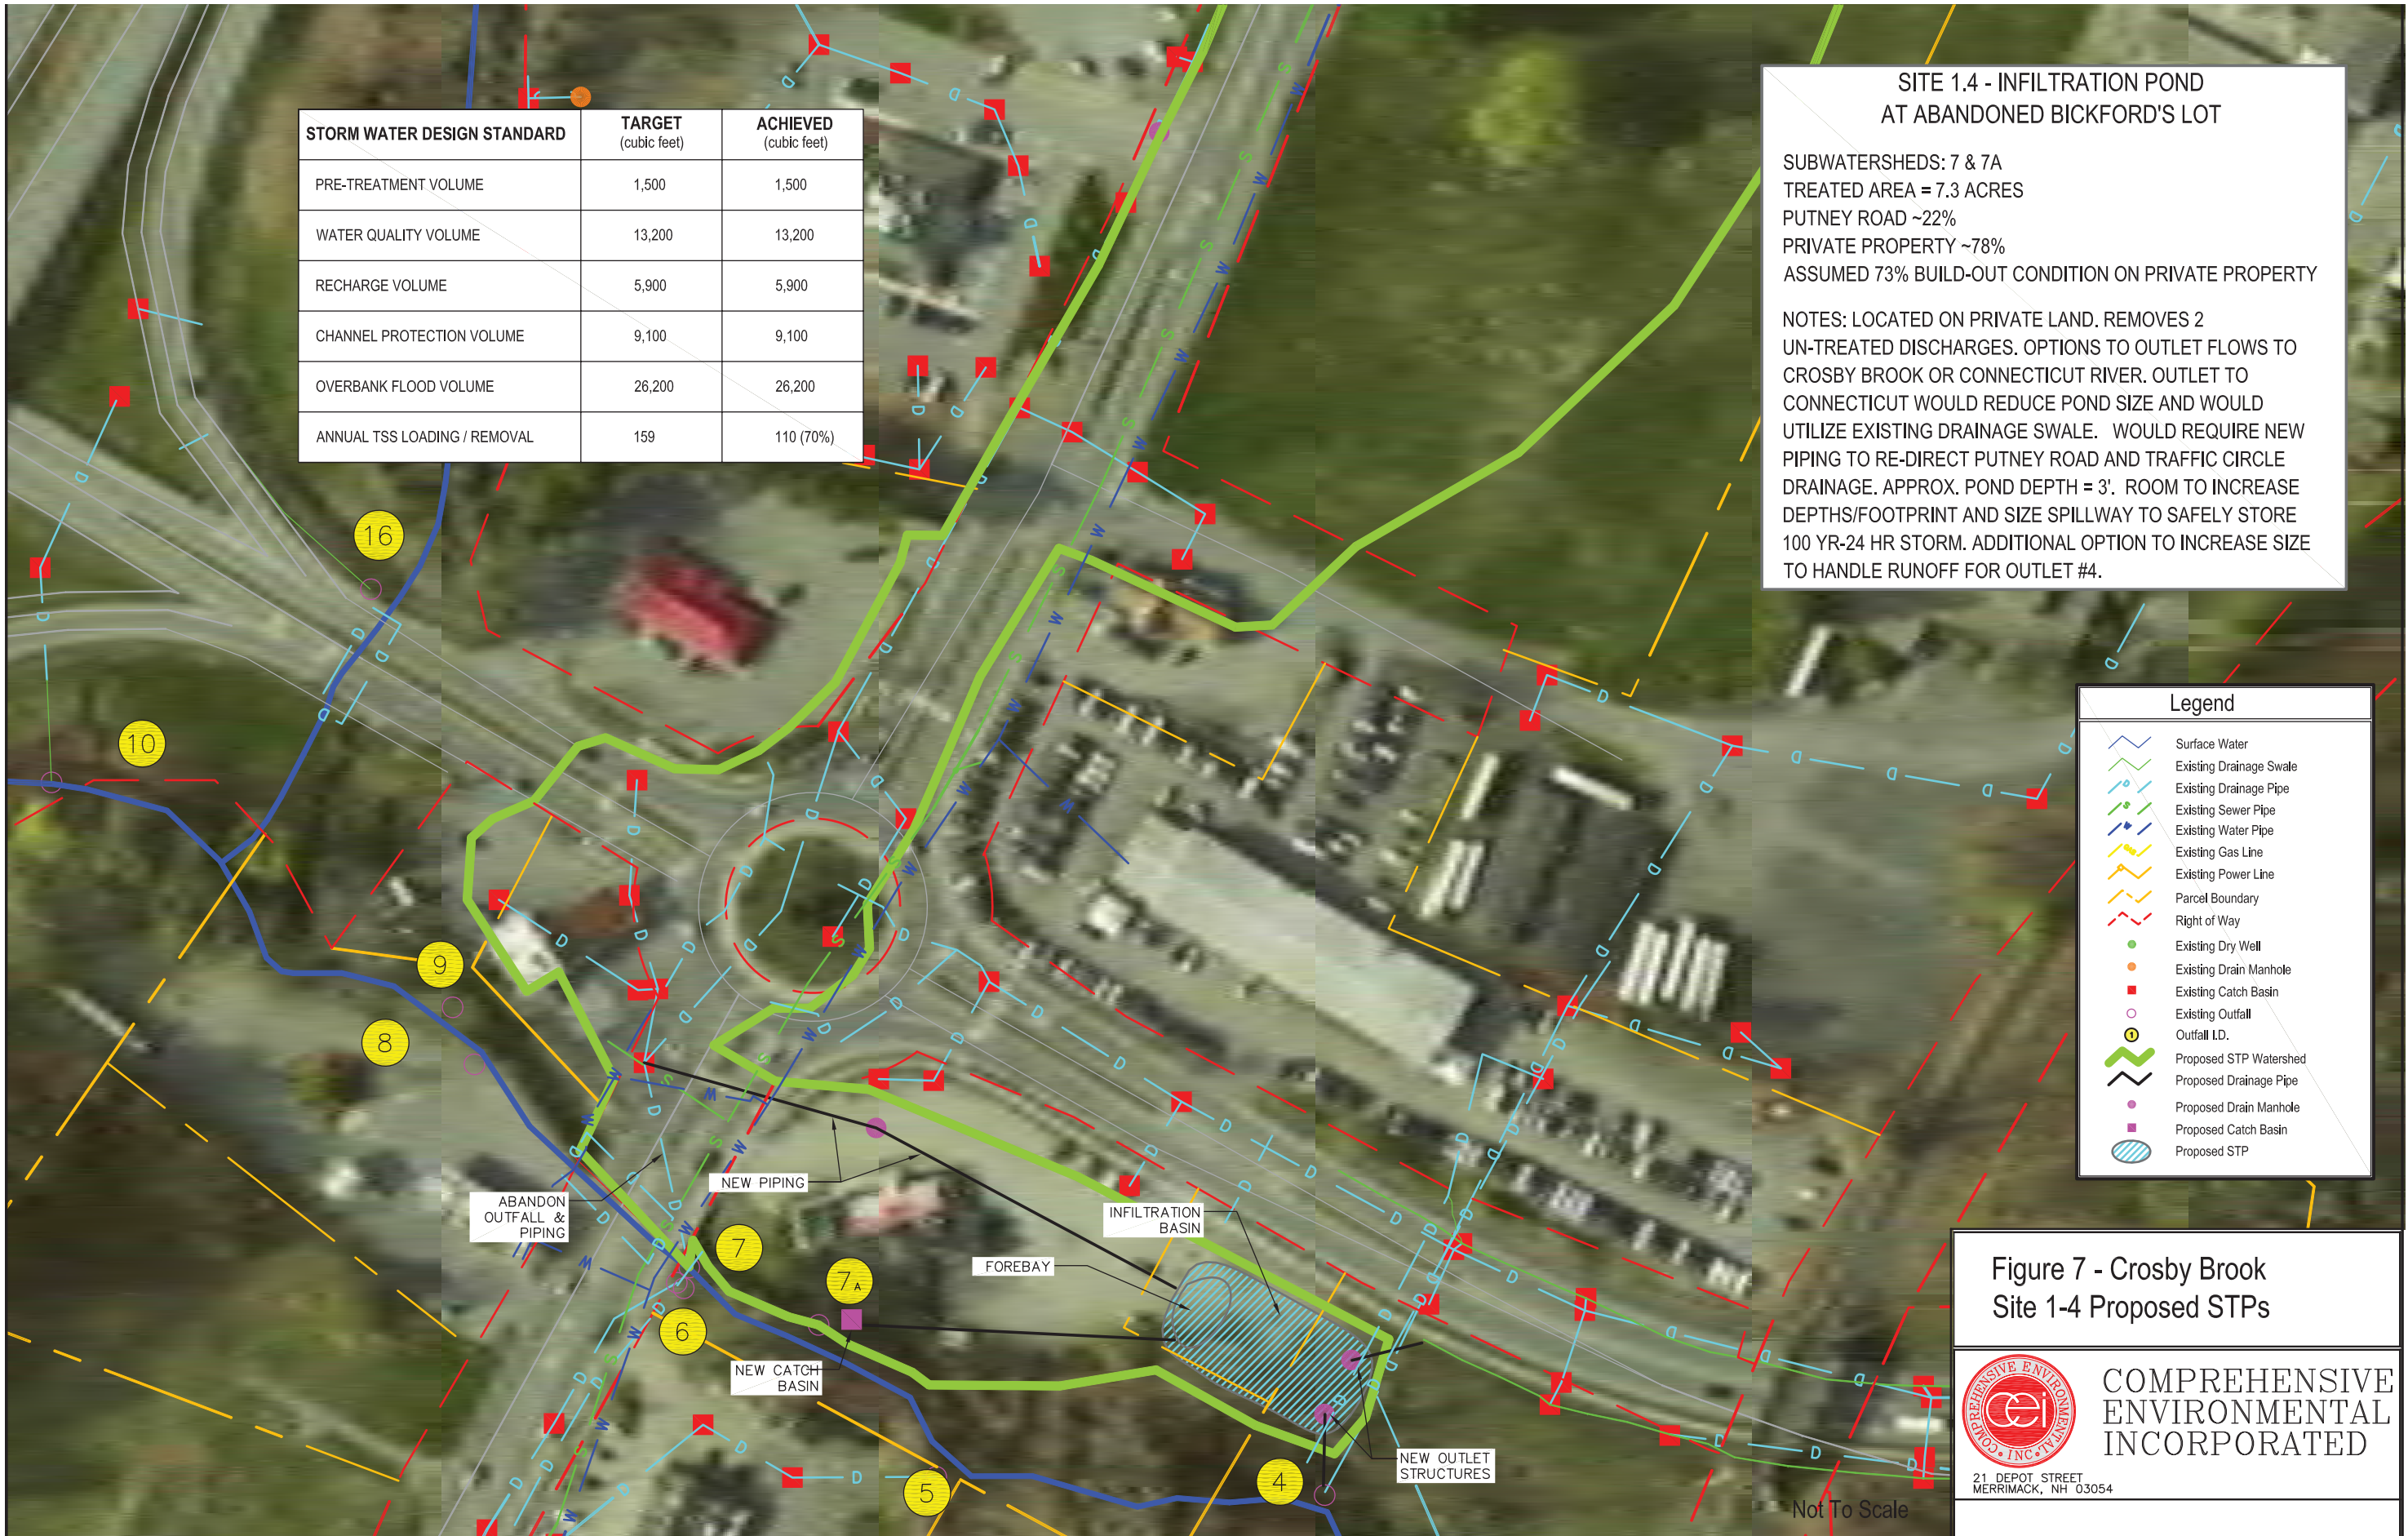 STORM WATER DESIGN STANDARD
TARGET
(cubic feet)
ACHIEVED
(cubic feet)
PRE-TREATMENT VOLUME 1,500 1,500
WATER QUALITY VOLUME 13,200 13,200
RECHARGE VOLUME 5,900 5,900
CHANNEL PROTECTION VOLUME 9,100 9,100
OVERBANK FLOOD VOLUME 26,200 26,200
ANNUAL TSS LOADING / REMOVAL 159 110 (70%)
SITE 1.4 - INFILTRATION POND
AT ABANDONED BICKFORD'S LOT
SUBWATERSHEDS: 7 & 7A
TREATED AREA = 7.3 ACRES
PUTNEY ROAD ~22%
PRIVATE PROPERTY ~78%
ASSUMED 73% BUILD-OUT CONDITION ON PRIVATE PROPERTY
NOTES: LOCATED ON PRIVATE LAND. REMOVES 2
UN-TREATED DISCHARGES. OPTIONS TO OUTLET FLOWS TO
CROSBY BROOK OR CONNECTICUT RIVER. OUTLET TO
CONNECTICUT WOULD REDUCE POND SIZE AND WOULD
UTILIZE EXISTING DRAINAGE SWALE. WOULD REQUIRE NEW
PIPING TO RE-DIRECT PUTNEY ROAD AND TRAFFIC CIRCLE
DRAINAGE. APPROX. POND DEPTH = 3'. ROOM TO INCREASE
DEPTHS/FOOTPRINT AND SIZE SPILLWAY TO SAFELY STORE
100 YR-24 HR STORM. ADDITIONAL OPTION TO INCREASE SIZE
TO HANDLE RUNOFF FOR OUTLET #4.
16
10
9
8
7
7A
6
5
4
ABANDON
OUTFALL &
PIPING
NEW PIPING
INFILTRATION
BASIN
FOREBAY
NEW CATCH
BASIN
NEW OUTLET
STRUCTURES
Legend
Surface Water
Existing Drainage Swale
Existing Drainage Pipe
Existing Sewer Pipe
Existing Water Pipe
Existing Gas Line
Existing Power Line
Parcel Boundary
Right of Way
Existing Dry Well
Existing Drain Manhole
Existing Catch Basin
Existing Outfall
1 Outfall I.D.
Proposed STP Watershed
Proposed Drainage Pipe
Proposed Drain Manhole
Proposed Catch Basin
Proposed STP
Figure 7 - Crosby Brook
Site 1-4 Proposed STPs
COMPREHENSIVE ENVIRONMENTAL INC.
cei
COMPREHENSIVE
ENVIRONMENTAL
INCORPORATED
21 DEPOT STREET
MERRIMACK, NH 03054
Not To Scale